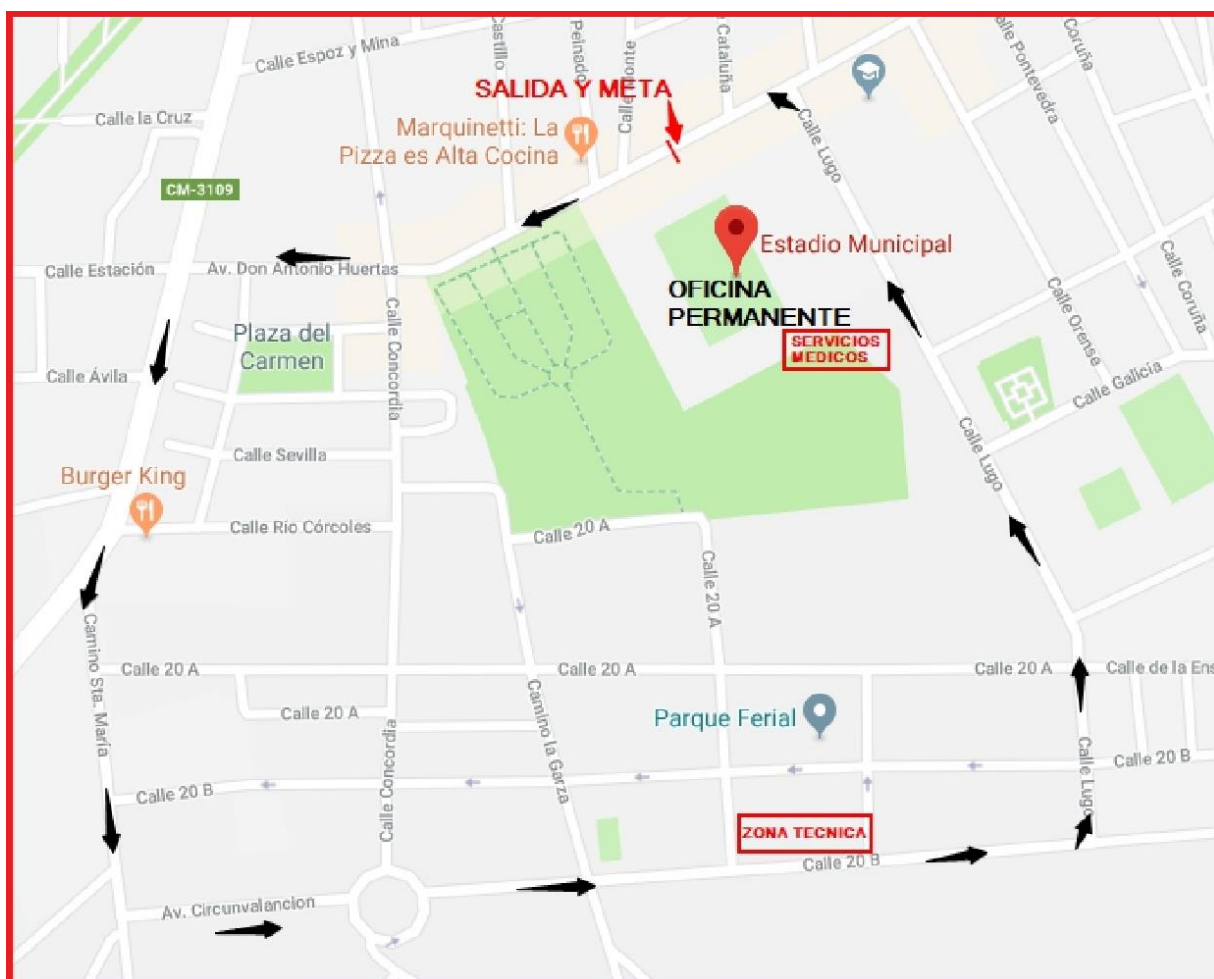 Calle Espoz y Mina
Castillo
Peinado
Calle Cataluña
Calle Pontevedra
Coruña
SALIDA Y META
Calle la Cruz
Marquinetti: La
Pizza es Alta Cocina
Calle Lugo
CM-3109
Estadio Municipal
Calle Estación
Av. Don Antonio Huertas
OFICINA
PERMANENTE
Calle Coruña
Plaza del
Carmen
Calle Concordia
SERVICIOS
MEDICOS
Calle Orense
Calle Ávila
Calle Galicia
Calle Sevilla
Calle Lugo
Burger King
Calle Río Córcoles
Calle 20 A
Calle 20 A
Camino Sta. María
Calle 20 A
Calle 20 A
Calle 20 A
Calle de la Ens
Calle 20 A
Camino la Garza
Parque Ferial
Calle Concordia
Calle Lugo
Calle 20 B
Calle 20 B
ZONA TECNICA
Calle 20 B
Av. Circunvalancion